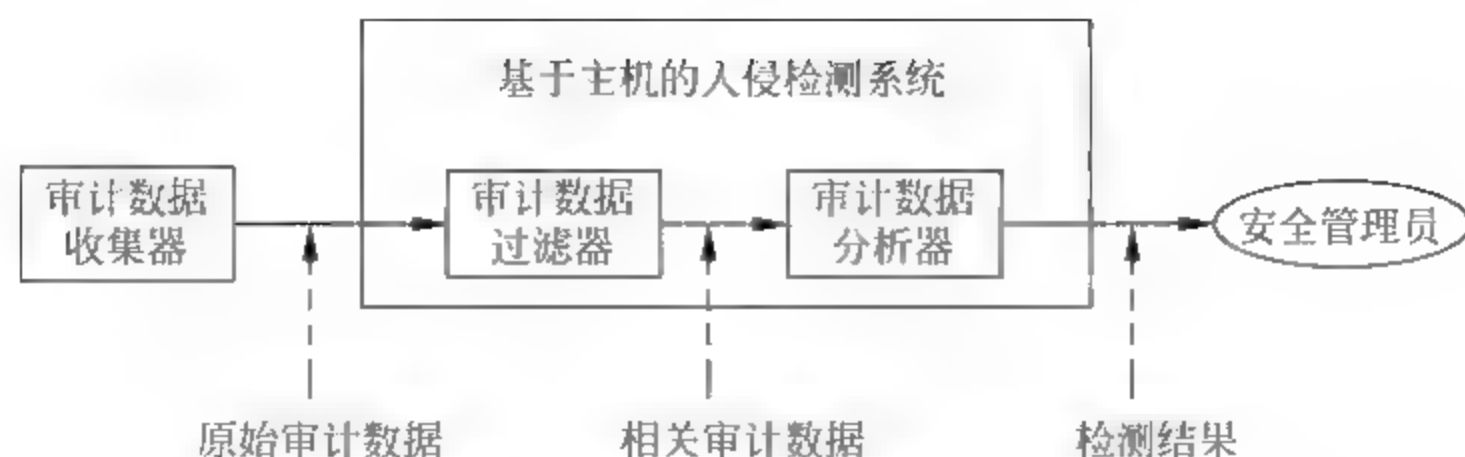 基于主机的入侵检测系统
审计数据
收集器
审计数据
过滤器
审计数据
分析器
安全管理员
原始审计数据
相关审计数据
检测结果